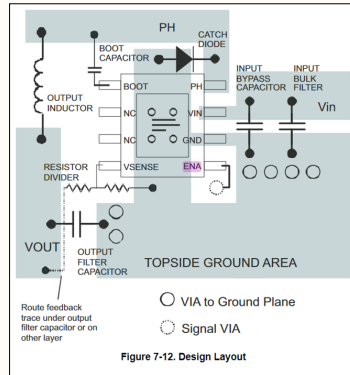 PH
CATCH
DIODE
BOOT
CAPACITOR
INPUT
BYPASS
CAPACITOR
INPUT
BULK
FILTER
OUTPUT
INDUCTOR
BOOT
PH
Vin
NC
VIN
NC
GND
RESISTOR
DIVIDER
VSENSE
ENA
VOUT
OUTPUT
FILTER
CAPACITOR
TOPSIDE GROUND AREA
Route feedback
trace under output
filter capacitor or on
other layer
VIA to Ground Plane
Signal VIA
Figure 7-12. Design Layout